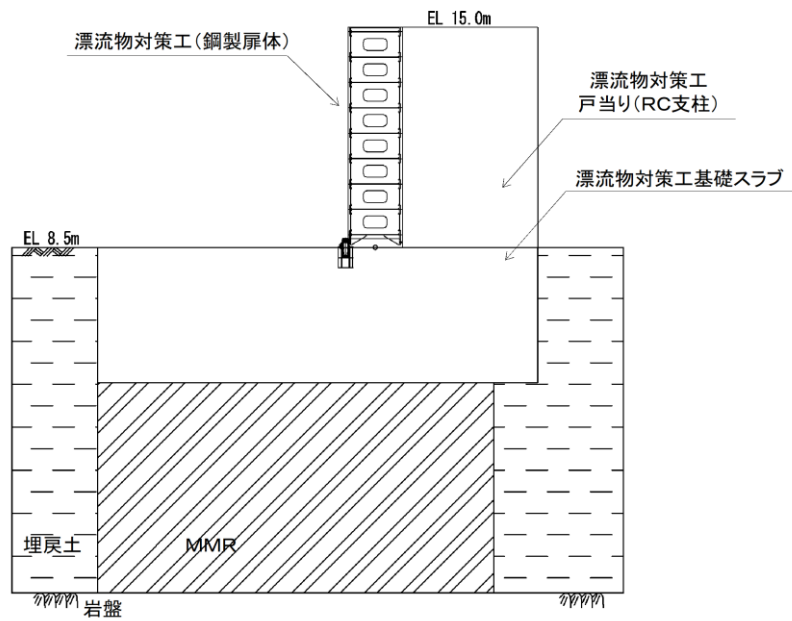 EL 15.0m
漂流物対策工(鋼製扉体)
漂流物対策工
戸当り(RC支柱)
漂流物対策工基礎スラブ
EL 8.5m
埋戻土
MMR
岩盤